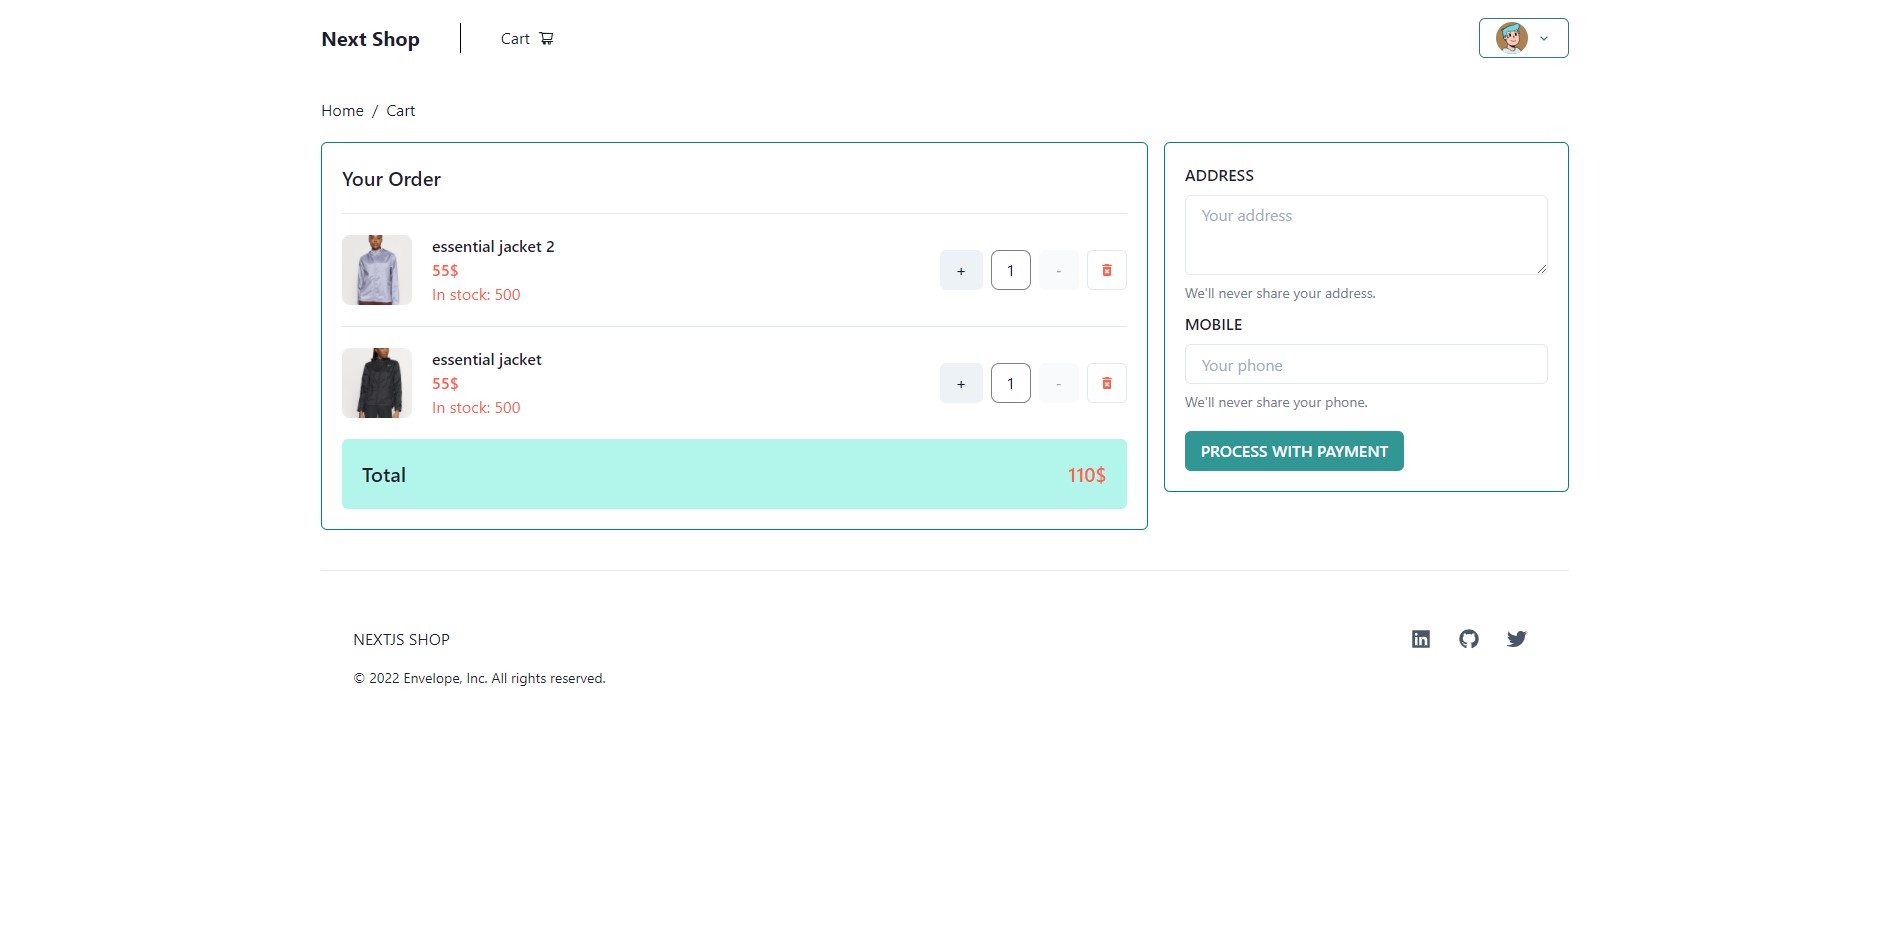 Next Shop
Cart
Home / Cart
Your Order
essential jacket 2
55$
In stock: 500
+ 1 -
essential jacket
55$
In stock: 500
+ 1 -
Total 110$
ADDRESS
Your address
We'll never share your address.
MOBILE
Your phone
We'll never share your phone.
PROCESS WITH PAYMENT
NEXTJS SHOP
© 2022 Envelope, Inc. All rights reserved.